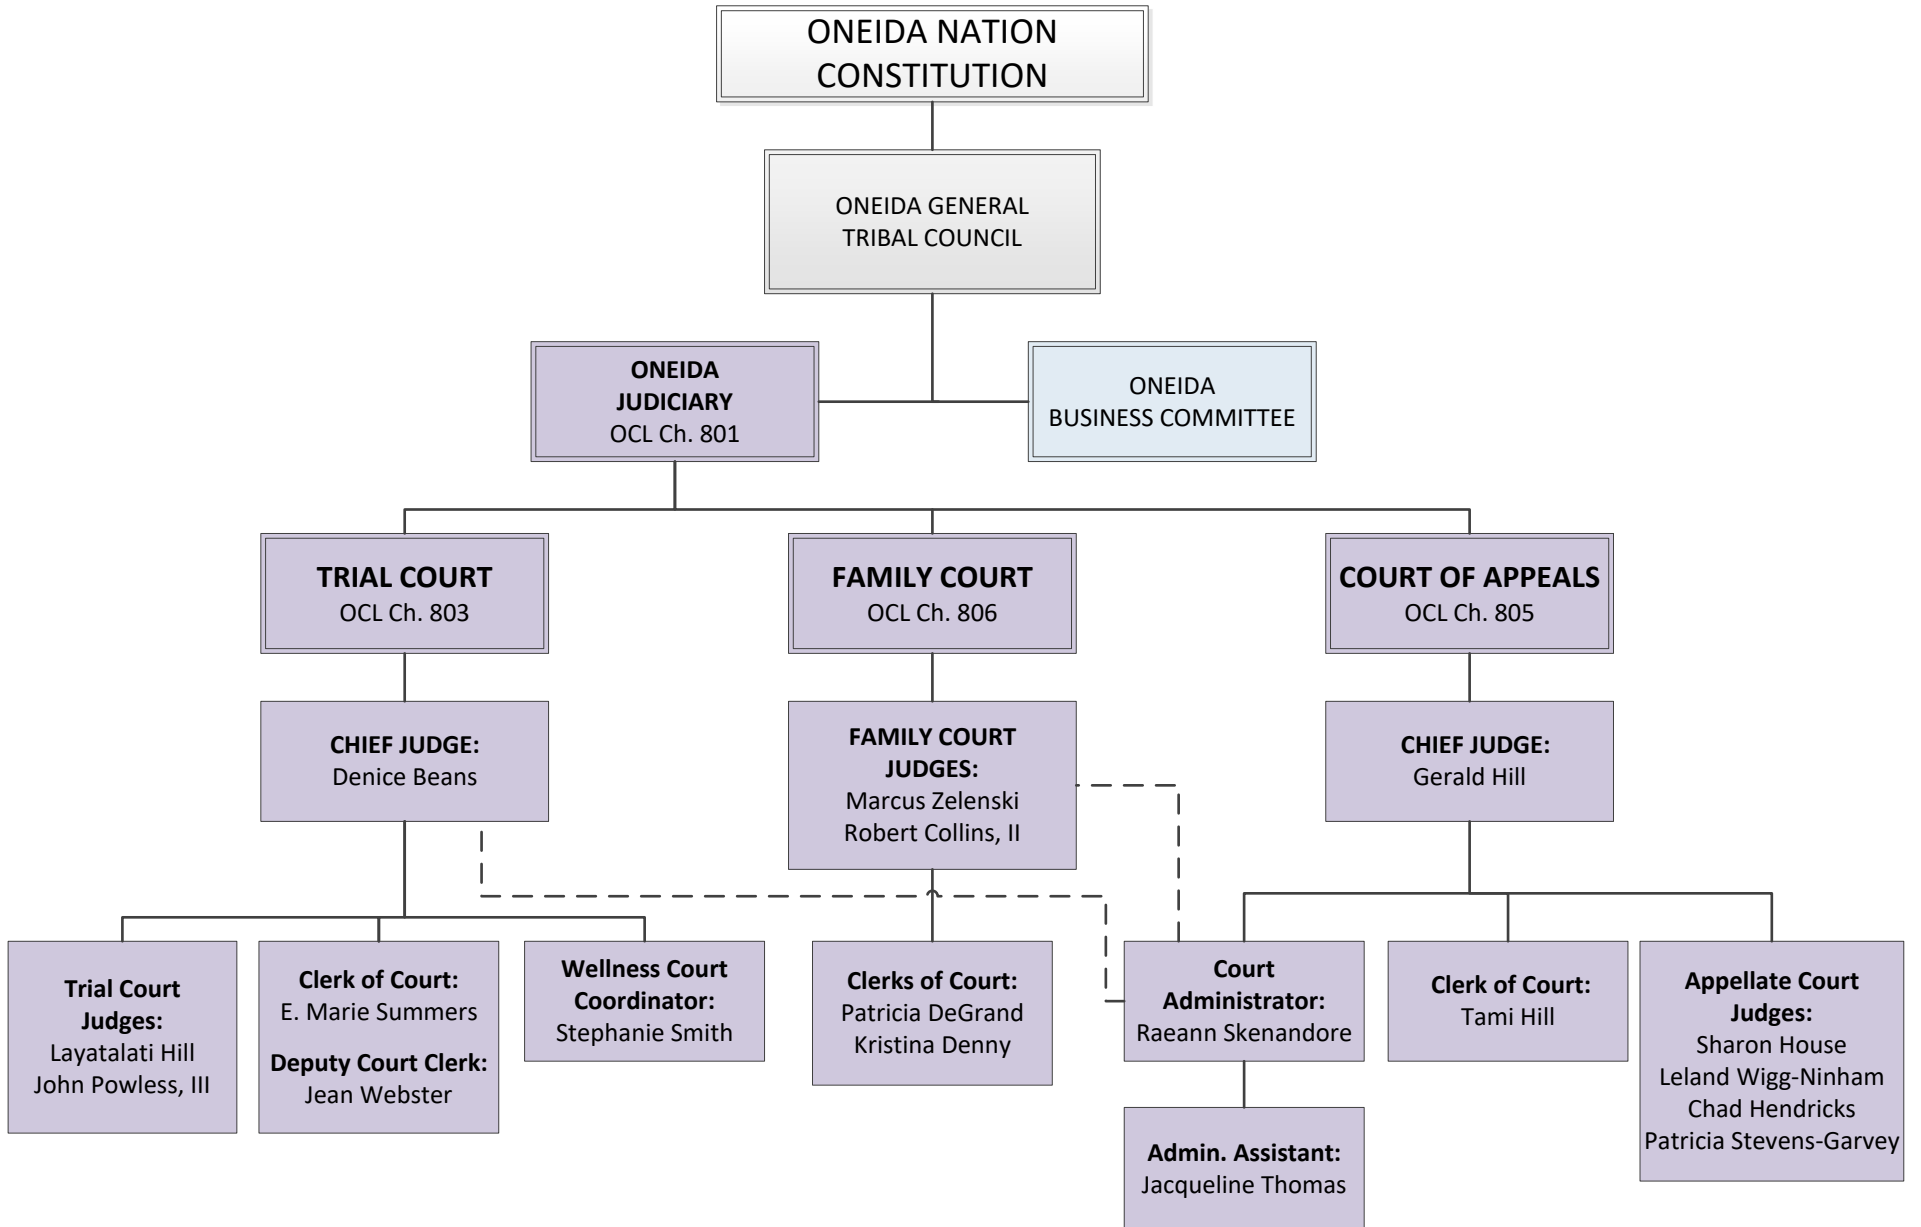 ONEIDA NATION
CONSTITUTION
ONEIDA GENERAL
TRIBAL COUNCIL
ONEIDA
JUDICIARY
OCL Ch. 801
ONEIDA
BUSINESS COMMITTEE
TRIAL COURT
OCL Ch. 803
FAMILY COURT
OCL Ch. 806
COURT OF APPEALS
OCL Ch. 805
CHIEF JUDGE:
Denice Beans
FAMILY COURT
JUDGES:
Marcus Zelenski
Robert Collins, II
CHIEF JUDGE:
Gerald Hill
Trial Court
Judges:
Layatalati Hill
John Powless, III
Clerk of Court:
E. Marie Summers
Deputy Court Clerk:
Jean Webster
Wellness Court
Coordinator:
Stephanie Smith
Clerks of Court:
Patricia DeGrand
Kristina Denny
Court
Administrator:
Raeann Skenandore
Clerk of Court:
Tami Hill
Appellate Court
Judges:
Sharon House
Leland Wigg-Ninham
Chad Hendricks
Patricia Stevens-Garvey
Admin. Assistant:
Jacqueline Thomas